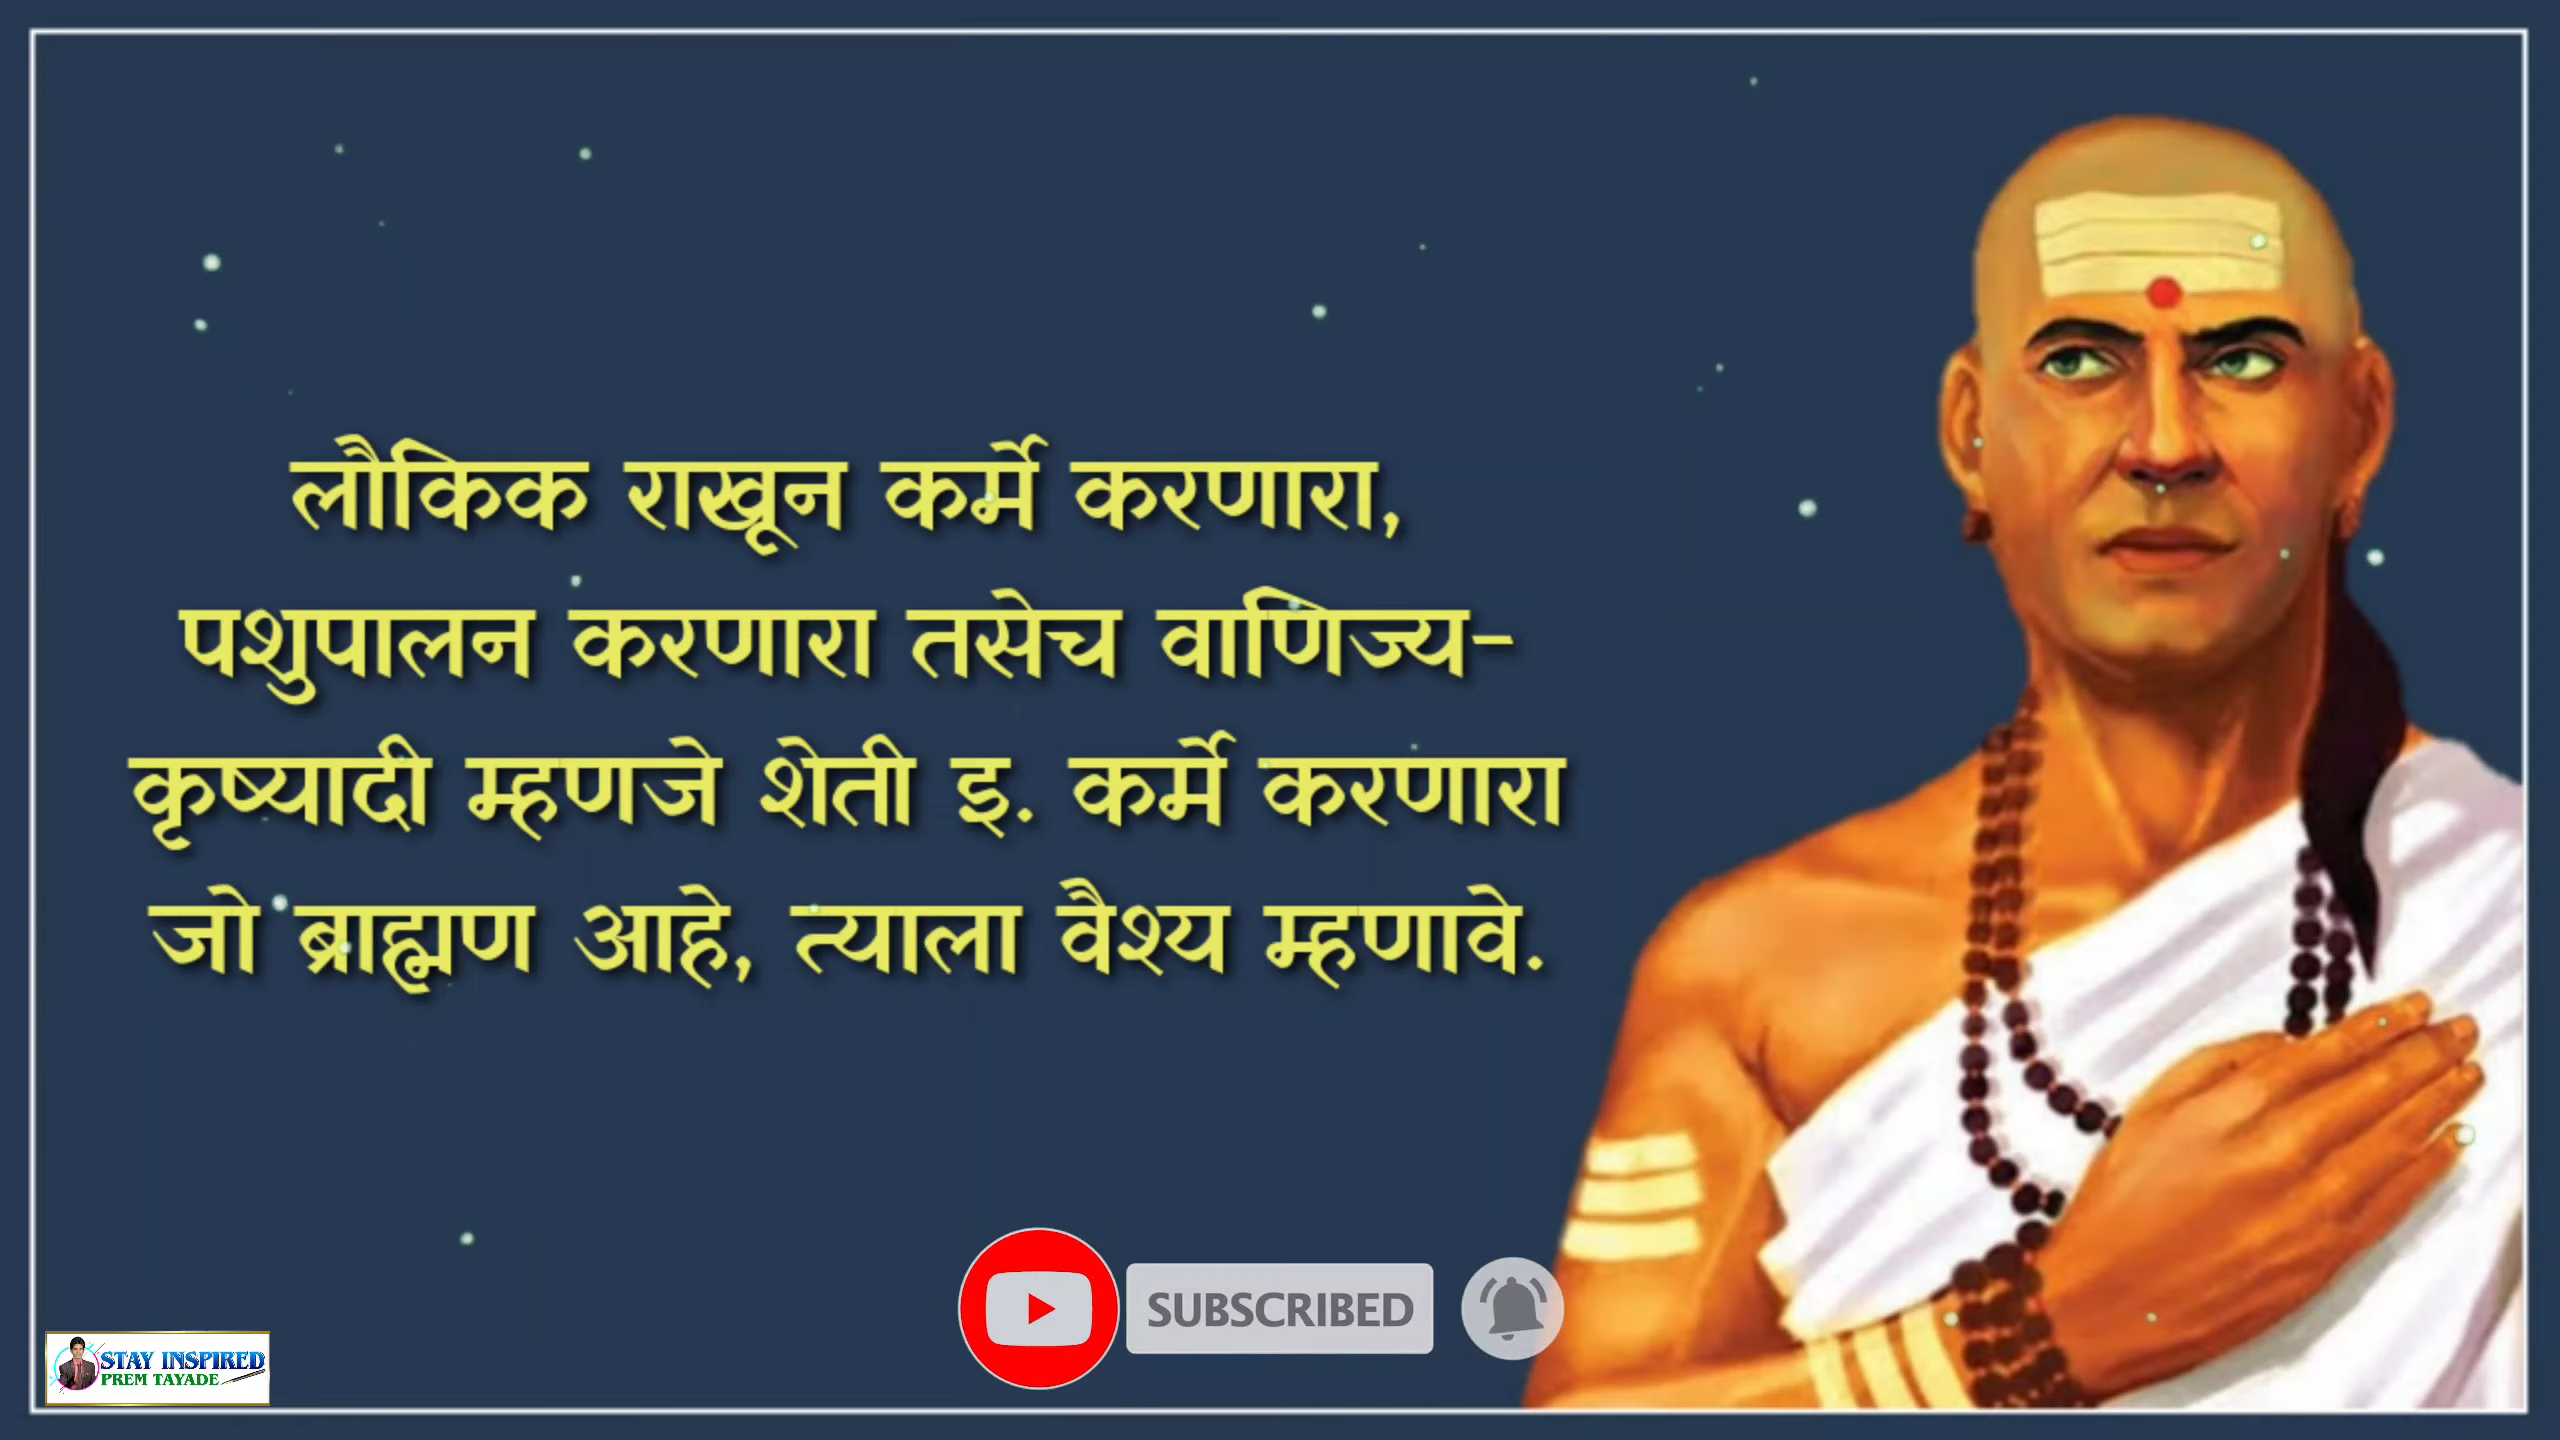 लौकिक राखून कर्मे करणारा,
पशुपालन करणारा तसेच वाणिज्य-
कृष्यादी म्हणजे शेती इ. कर्मे करणारा
जो ब्राह्मण आहे, त्याला वैश्य म्हणावे.
SUBSCRIBED
STAY INSPIRED
PREM TAYADE